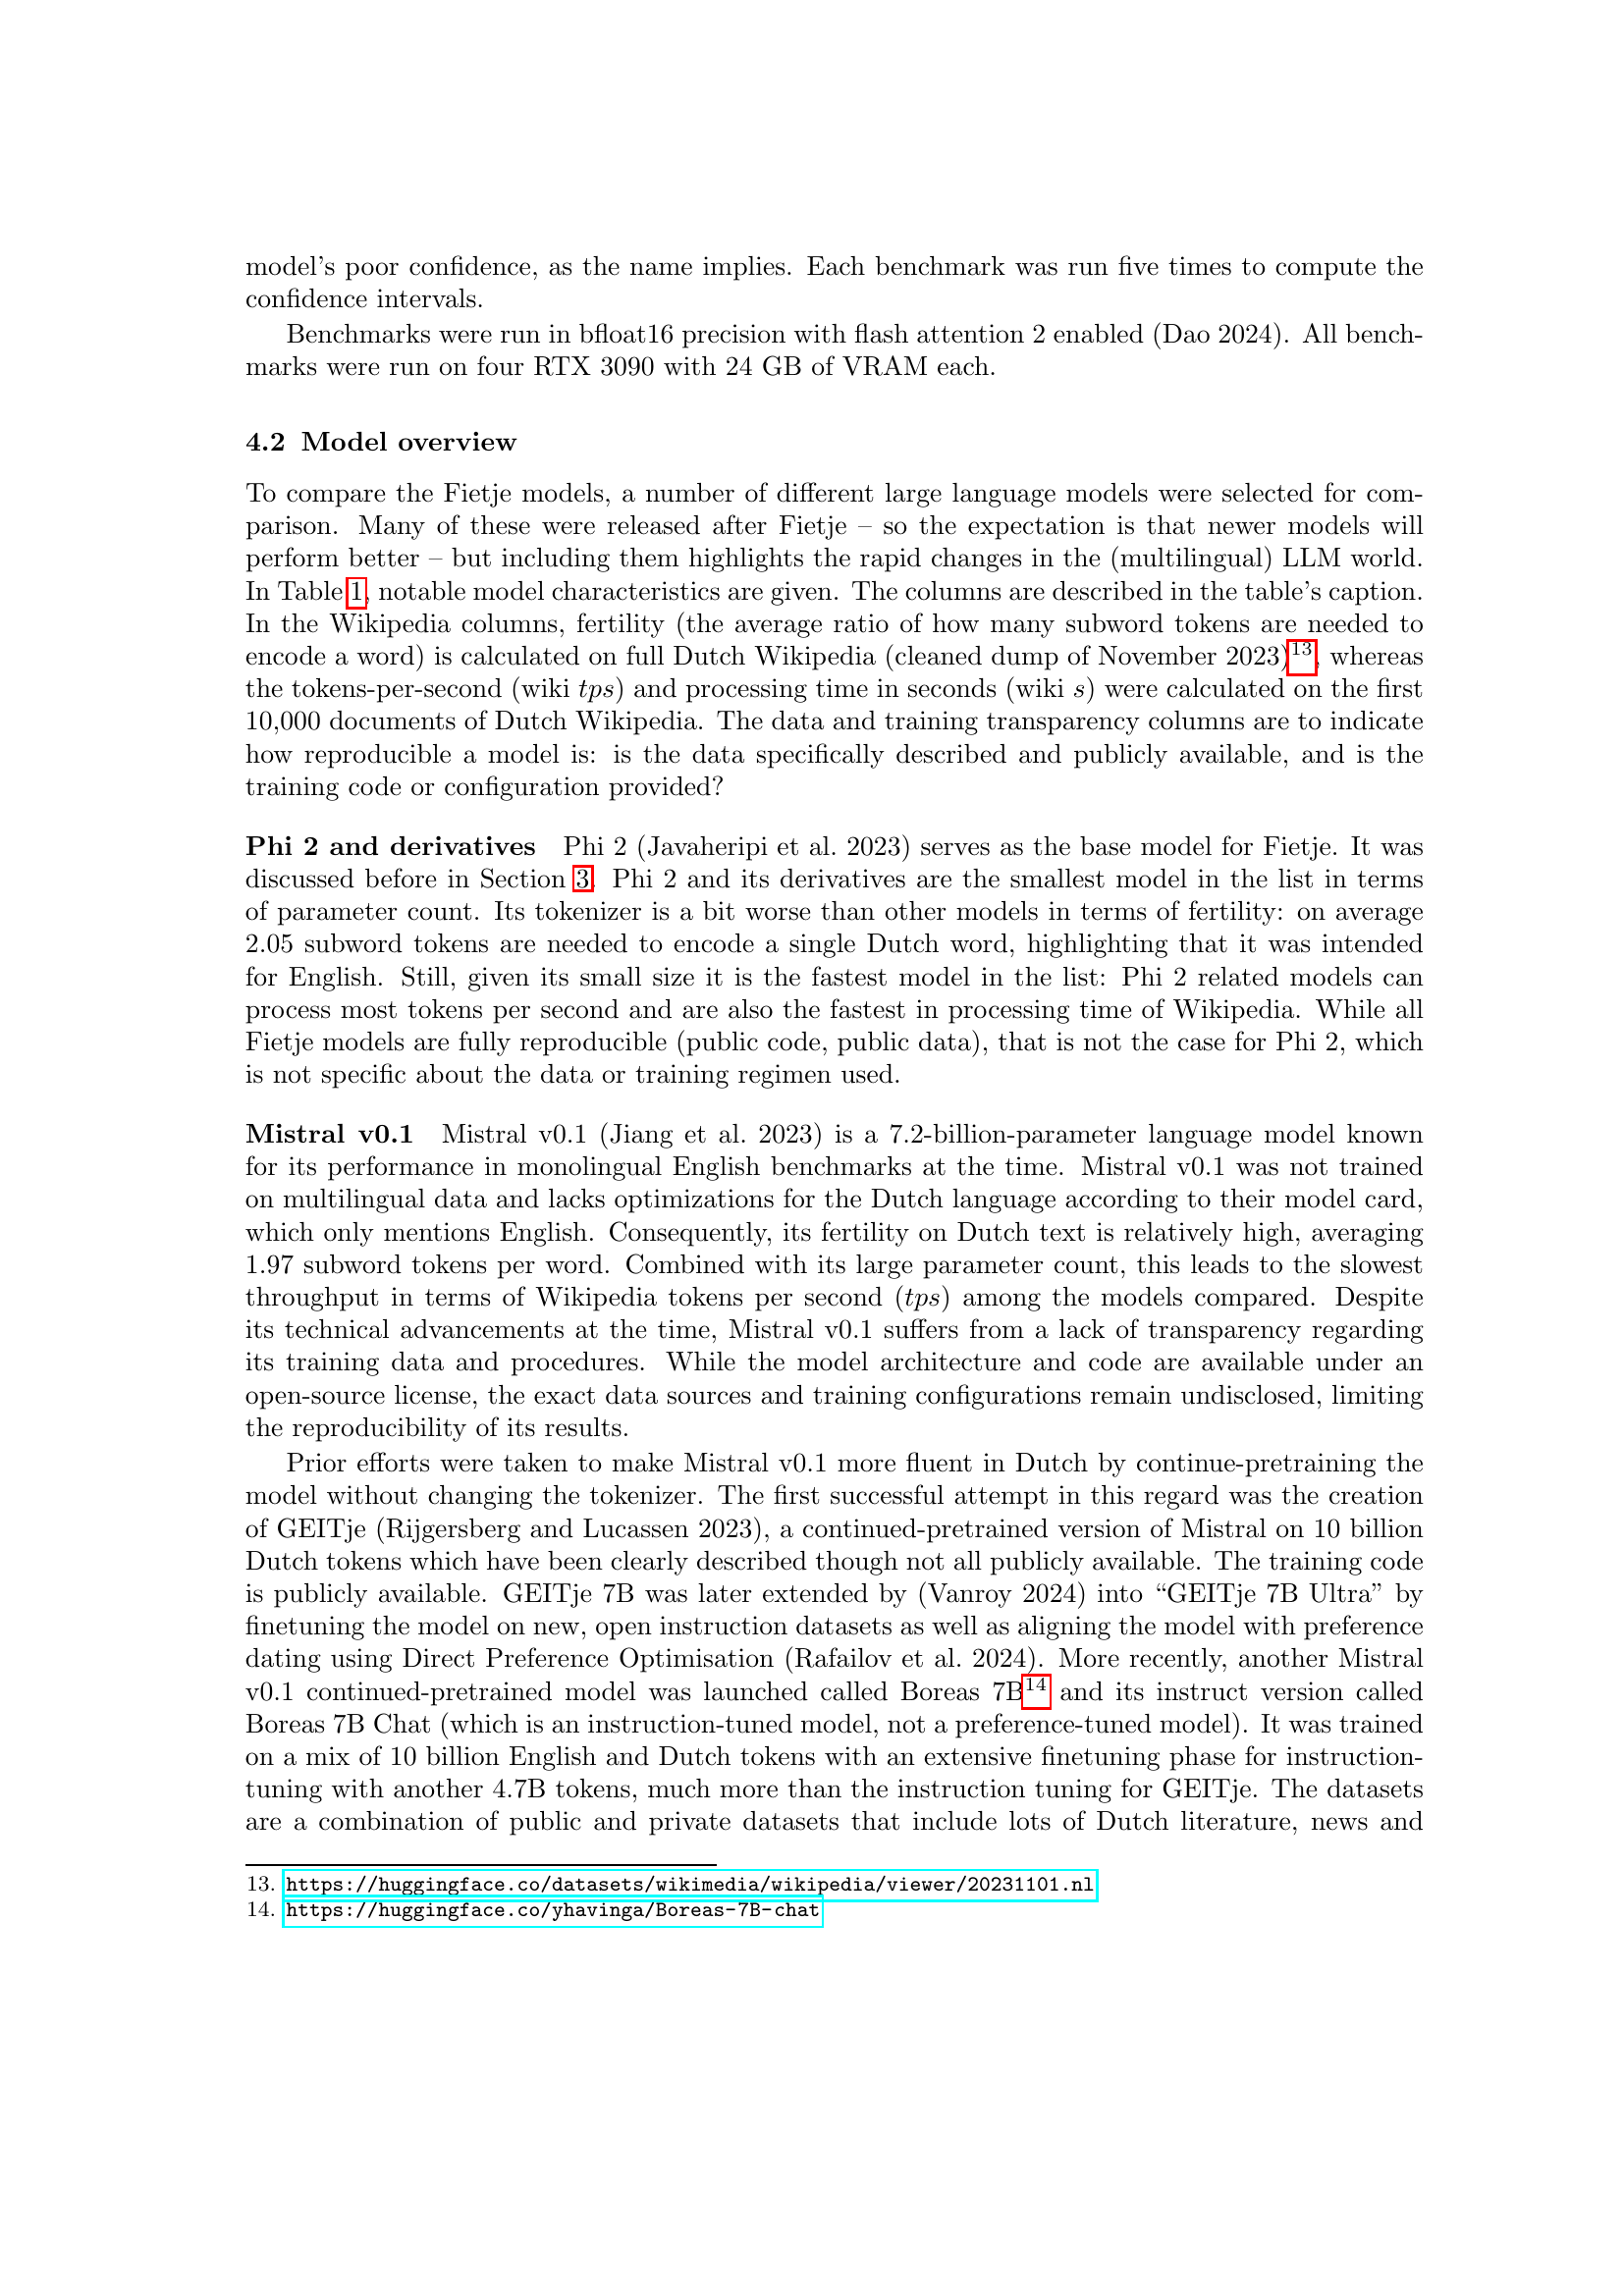 model's poor confidence, as the name implies. Each benchmark was run five times to compute the
confidence intervals.
Benchmarks were run in bfloat16 precision with flash attention 2 enabled (Dao 2024). All bench-
marks were run on four RTX 3090 with 24 GB of VRAM each.
4.2 Model overview
To compare the Fietje models, a number of different large language models were selected for com-
parison. Many of these were released after Fietje – so the expectation is that newer models will
perform better – but including them highlights the rapid changes in the (multilingual) LLM world.
In Table 1, notable model characteristics are given. The columns are described in the table's caption.
In the Wikipedia columns, fertility (the average ratio of how many subword tokens are needed to
encode a word) is calculated on full Dutch Wikipedia (cleaned dump of November 2023)13, whereas
the tokens-per-second (wiki tps) and processing time in seconds (wiki s) were calculated on the first
10,000 documents of Dutch Wikipedia. The data and training transparency columns are to indicate
how reproducible a model is: is the data specifically described and publicly available, and is the
training code or configuration provided?
Phi 2 and derivatives Phi 2 (Javaheripi et al. 2023) serves as the base model for Fietje. It was
discussed before in Section 3. Phi 2 and its derivatives are the smallest model in the list in terms
of parameter count. Its tokenizer is a bit worse than other models in terms of fertility: on average
2.05 subword tokens are needed to encode a single Dutch word, highlighting that it was intended
for English. Still, given its small size it is the fastest model in the list: Phi 2 related models can
process most tokens per second and are also the fastest in processing time of Wikipedia. While all
Fietje models are fully reproducible (public code, public data), that is not the case for Phi 2, which
is not specific about the data or training regimen used.
Mistral v0.1 Mistral v0.1 (Jiang et al. 2023) is a 7.2-billion-parameter language model known
for its performance in monolingual English benchmarks at the time. Mistral v0.1 was not trained
on multilingual data and lacks optimizations for the Dutch language according to their model card,
which only mentions English. Consequently, its fertility on Dutch text is relatively high, averaging
1.97 subword tokens per word. Combined with its large parameter count, this leads to the slowest
throughput in terms of Wikipedia tokens per second (tps) among the models compared. Despite
its technical advancements at the time, Mistral v0.1 suffers from a lack of transparency regarding
its training data and procedures. While the model architecture and code are available under an
open-source license, the exact data sources and training configurations remain undisclosed, limiting
the reproducibility of its results.
Prior efforts were taken to make Mistral v0.1 more fluent in Dutch by continue-pretraining the
model without changing the tokenizer. The first successful attempt in this regard was the creation
of GEITje (Rijgersberg and Lucassen 2023), a continued-pretrained version of Mistral on 10 billion
Dutch tokens which have been clearly described though not all publicly available. The training code
is publicly available. GEITje 7B was later extended by (Vanroy 2024) into “GEITje 7B Ultra” by
finetuning the model on new, open instruction datasets as well as aligning the model with preference
dating using Direct Preference Optimisation (Rafailov et al. 2024). More recently, another Mistral
v0.1 continued-pretrained model was launched called Boreas 7B14 and its instruct version called
Boreas 7B Chat (which is an instruction-tuned model, not a preference-tuned model). It was trained
on a mix of 10 billion English and Dutch tokens with an extensive finetuning phase for instruction-
tuning with another 4.7B tokens, much more than the instruction tuning for GEITje. The datasets
are a combination of public and private datasets that include lots of Dutch literature, news and
13. https://huggingface.co/datasets/wikimedia/wikipedia/viewer/20231101.nl
14. https://huggingface.co/yhavinga/Boreas-7B-chat